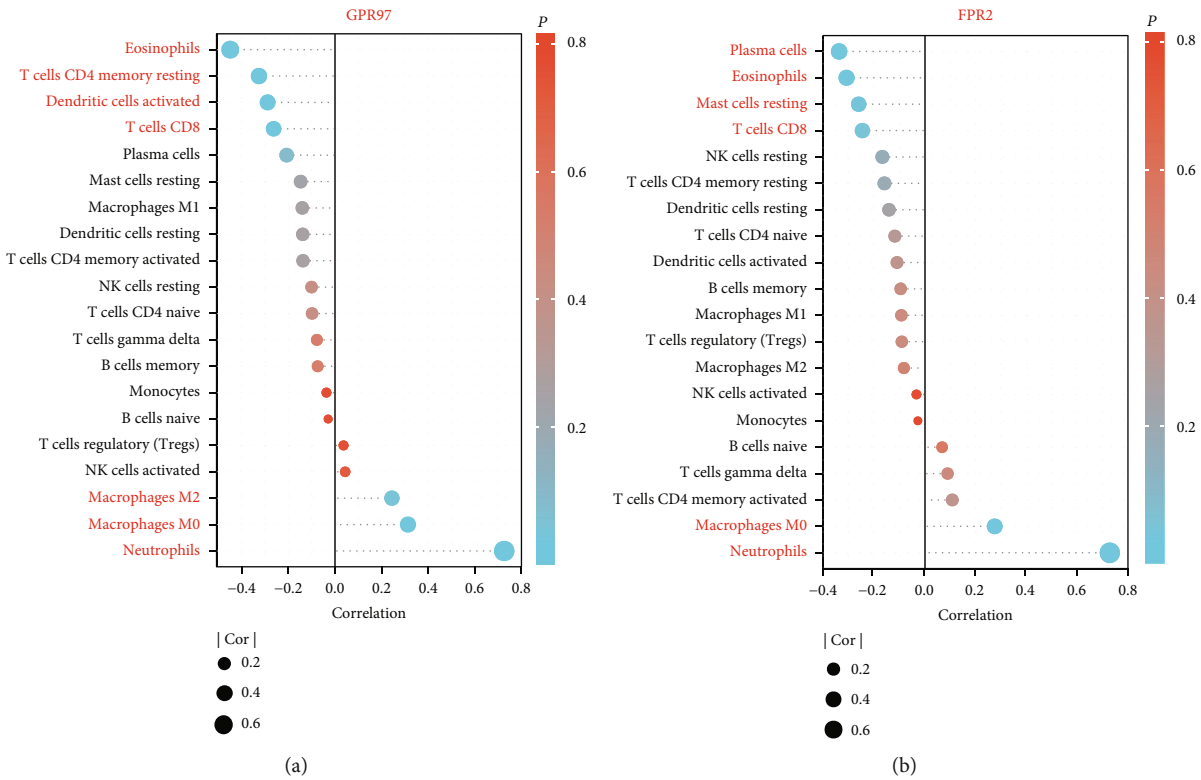 GPR97
P
Eosinophils
T cells CD4 memory resting
Dendritic cells activated
T cells CD8
Plasma cells
Mast cells resting
Macrophages M1
Dendritic cells resting
T cells CD4 memory activated
NK cells resting
T cells CD4 naive
T cells gamma delta
B cells memory
Monocytes
B cells naive
T cells regulatory (Tregs)
NK cells activated
Macrophages M2
Macrophages M0
Neutrophils
0.8
0.6
0.4
0.2
−0.4 −0.2 0.0 0.2 0.4 0.6 0.8
Correlation
| Cor |
0.2
0.4
0.6
(a)
FPR2
P
Plasma cells
Eosinophils
Mast cells resting
T cells CD8
NK cells resting
T cells CD4 memory resting
Dendritic cells resting
T cells CD4 naive
Dendritic cells activated
B cells memory
Macrophages M1
T cells regulatory (Tregs)
Macrophages M2
NK cells activated
Monocytes
B cells naive
T cells gamma delta
T cells CD4 memory activated
Macrophages M0
Neutrophils
0.8
0.6
0.4
0.2
−0.4 −0.2 0.0 0.2 0.4 0.6 0.8
Correlation
| Cor |
0.2
0.4
0.6
(b)